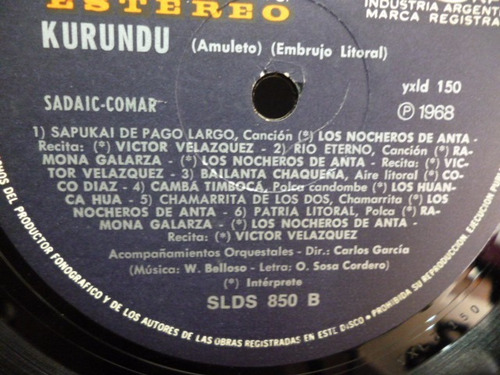 ESTEREO
INDUSTRIA ARGENTINA
MARCA REGISTRA
KURUNDU (Amuleto) (Embrujo Litoral)
yxld 150
SADAIC-COMAR
Ⓟ 1968
1) SAPUKAI DE PAGO LARGO, Canción (*) LOS NOCHEROS DE ANTA -
Recita: (*) VICTOR VELAZQUEZ - 2) RIO ETERNO, Canción (*) RA-
MONA GALARZA - (*) LOS NOCHEROS DE ANTA - Recita: (*) VIC-
TOR VELAZQUEZ - 3) BAILANTA CHAQUEÑA, Aire litoral (*) CO-
CO DIAZ - 4) CAMBÁ TIMBOCÁ, Polca candombe (*) LOS HUAN-
CA HUA - 5) CHAMARRITA DE LOS DOS, Chamarrita (*) LOS
NOCHEROS DE ANTA - 6) PATRIA LITORAL, Polca (*) RA-
MONA GALARZA - (*) LOS NOCHEROS DE ANTA -
Recita: (*) VICTOR VELAZQUEZ
Acompañamientos Orquestales - Dir.: Carlos García
(Música: W. Belloso - Letra: O. Sosa Cordero)
(*) Intérprete
SLDS 850 B
DEL PRODUCTOR FONOGRAFICO Y DE LOS AUTORES DE LAS OBRAS REGISTRADAS EN ESTE DISCO • PROHIBIDA SU REPRODUCCION, EJECUCION